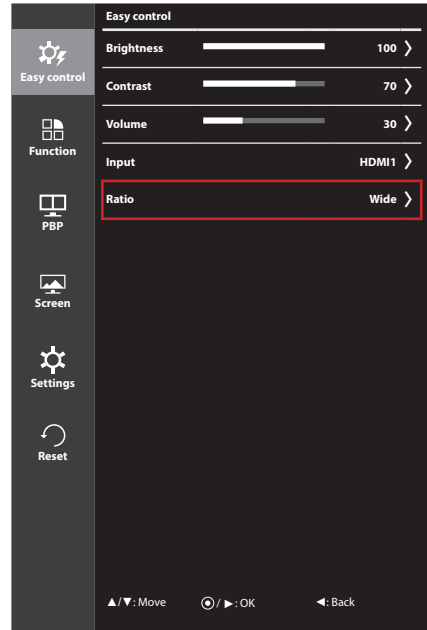 Easy control
Easy control
Function
PBP
Screen
Settings
Reset
Brightness 100 〉
Contrast 70 〉
Volume 30 〉
Input HDMI1 〉
Ratio Wide 〉
▲/▼: Move ⦿/ ►: OK ◄: Back